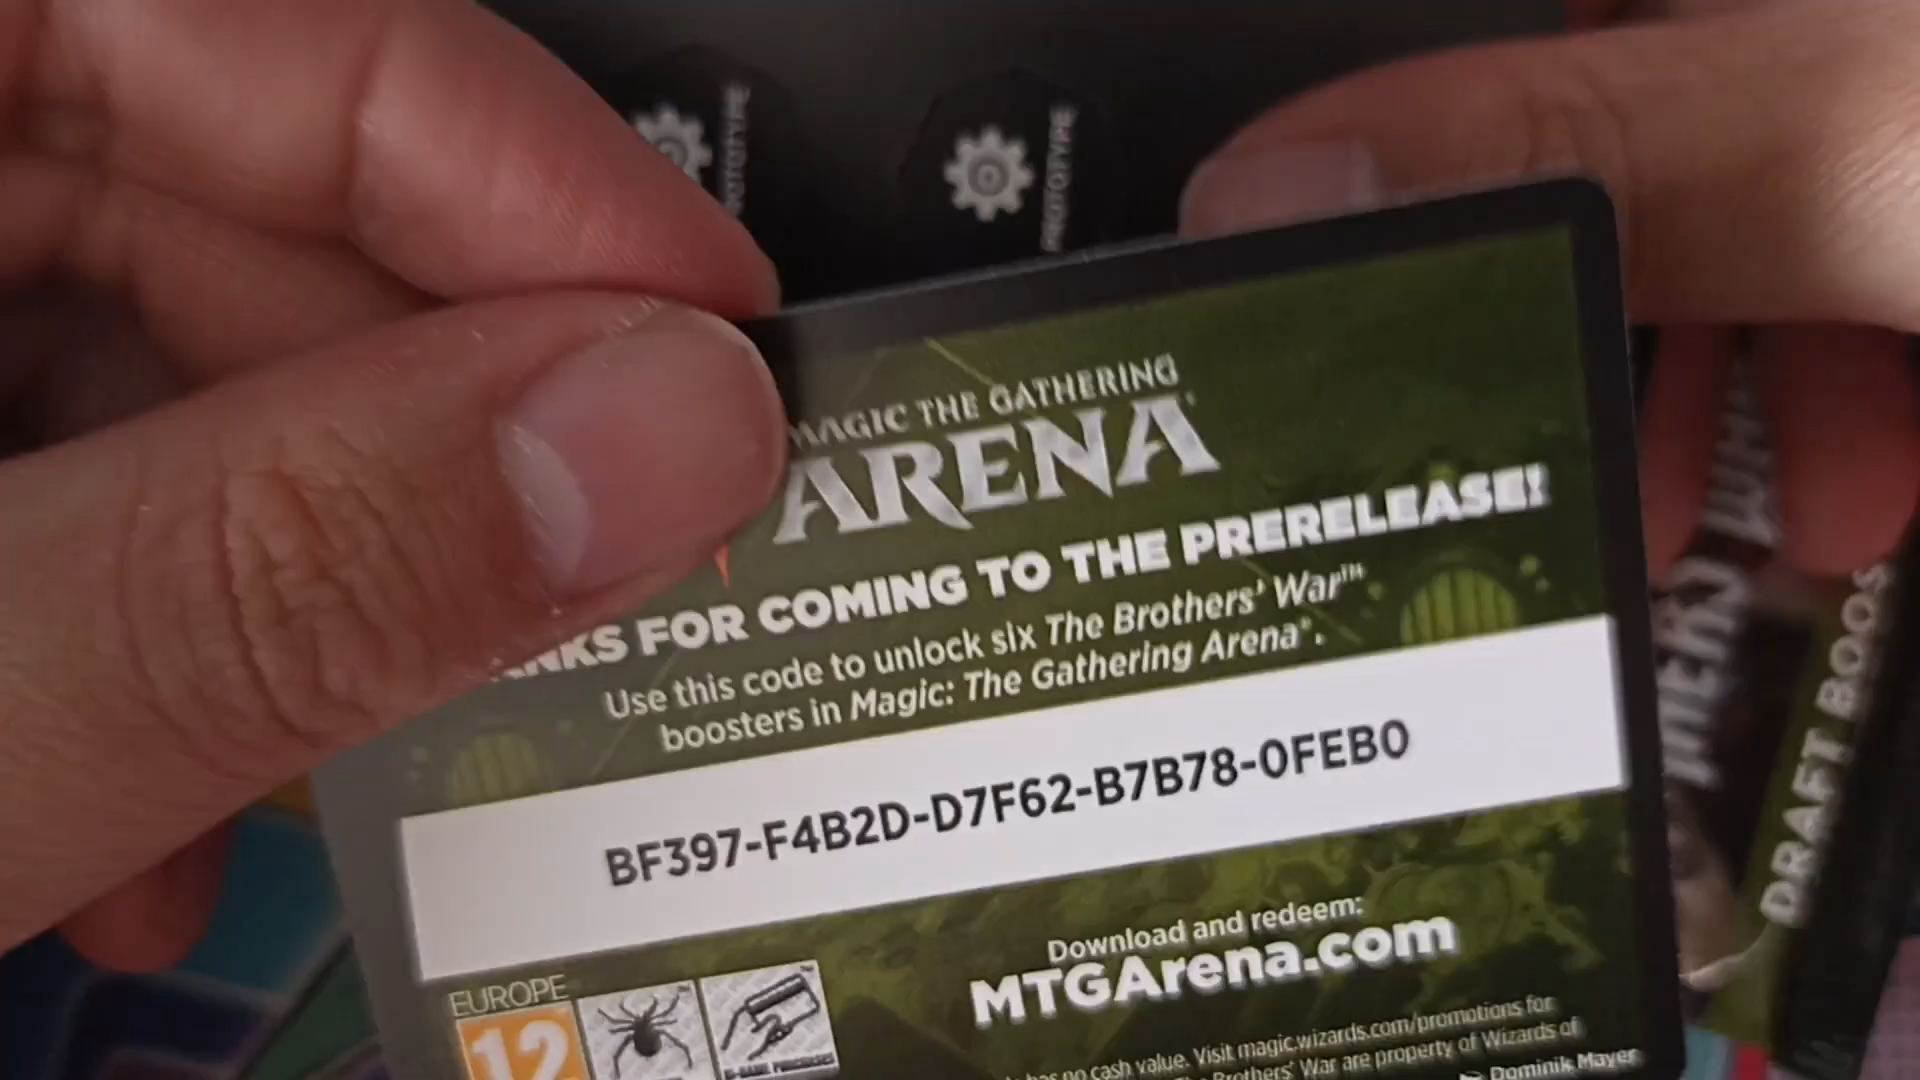 PROTOTYPE
MAGIC THE GATHERING
ARENA
FOR COMING TO THE PRERELEASE!
Use this code to unlock six The Brothers' War™
boosters in Magic: The Gathering Arena®.
BF397-F4B2D-D7F62-B7B78-0FEB0
Download and redeem:
MTGArena.com
EUROPE
12
has no cash value. Visit magic.wizards.com/promotions for
Brothers' War are property of Wizards of
Dominik Mayer
DRAFT BOOS